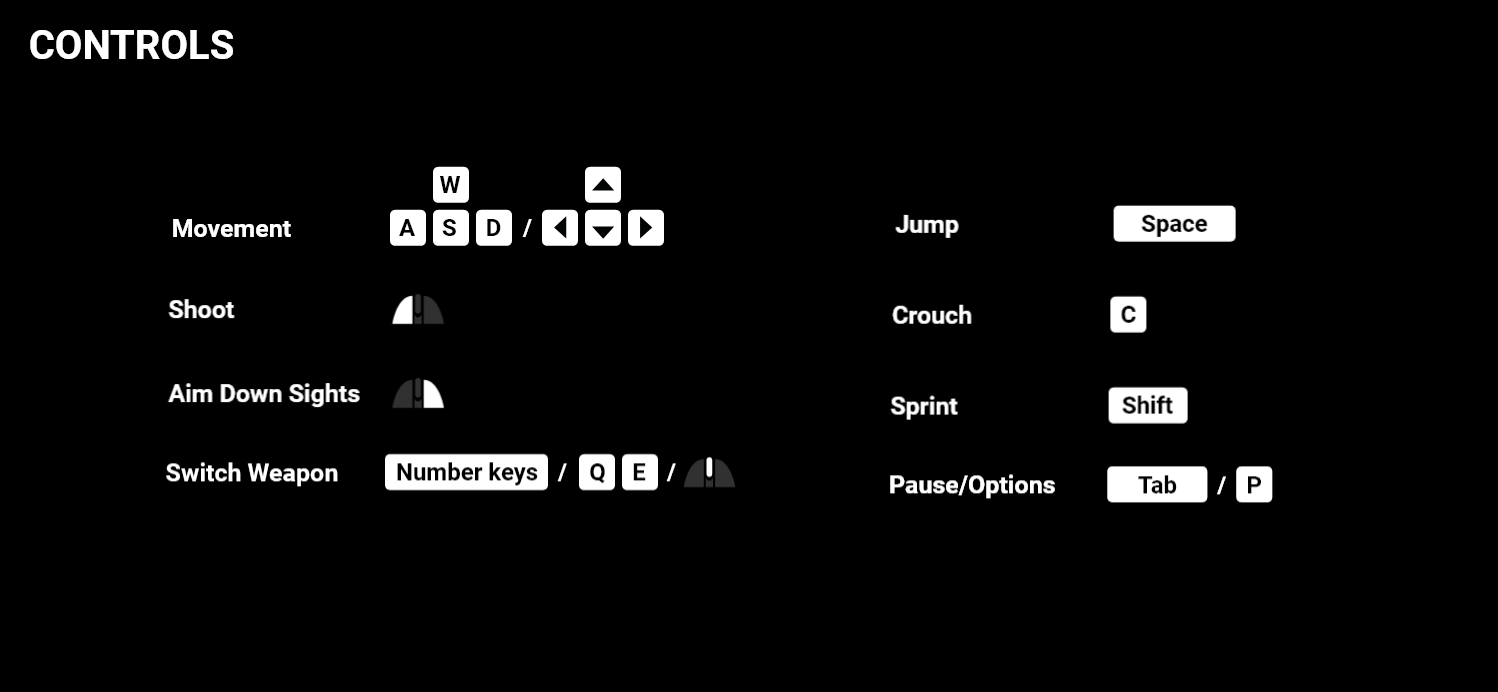 CONTROLS
W
Movement A S D /
Shoot
Aim Down Sights
Switch Weapon Number keys / Q E /
Jump Space
Crouch C
Sprint Shift
Pause/Options Tab / P